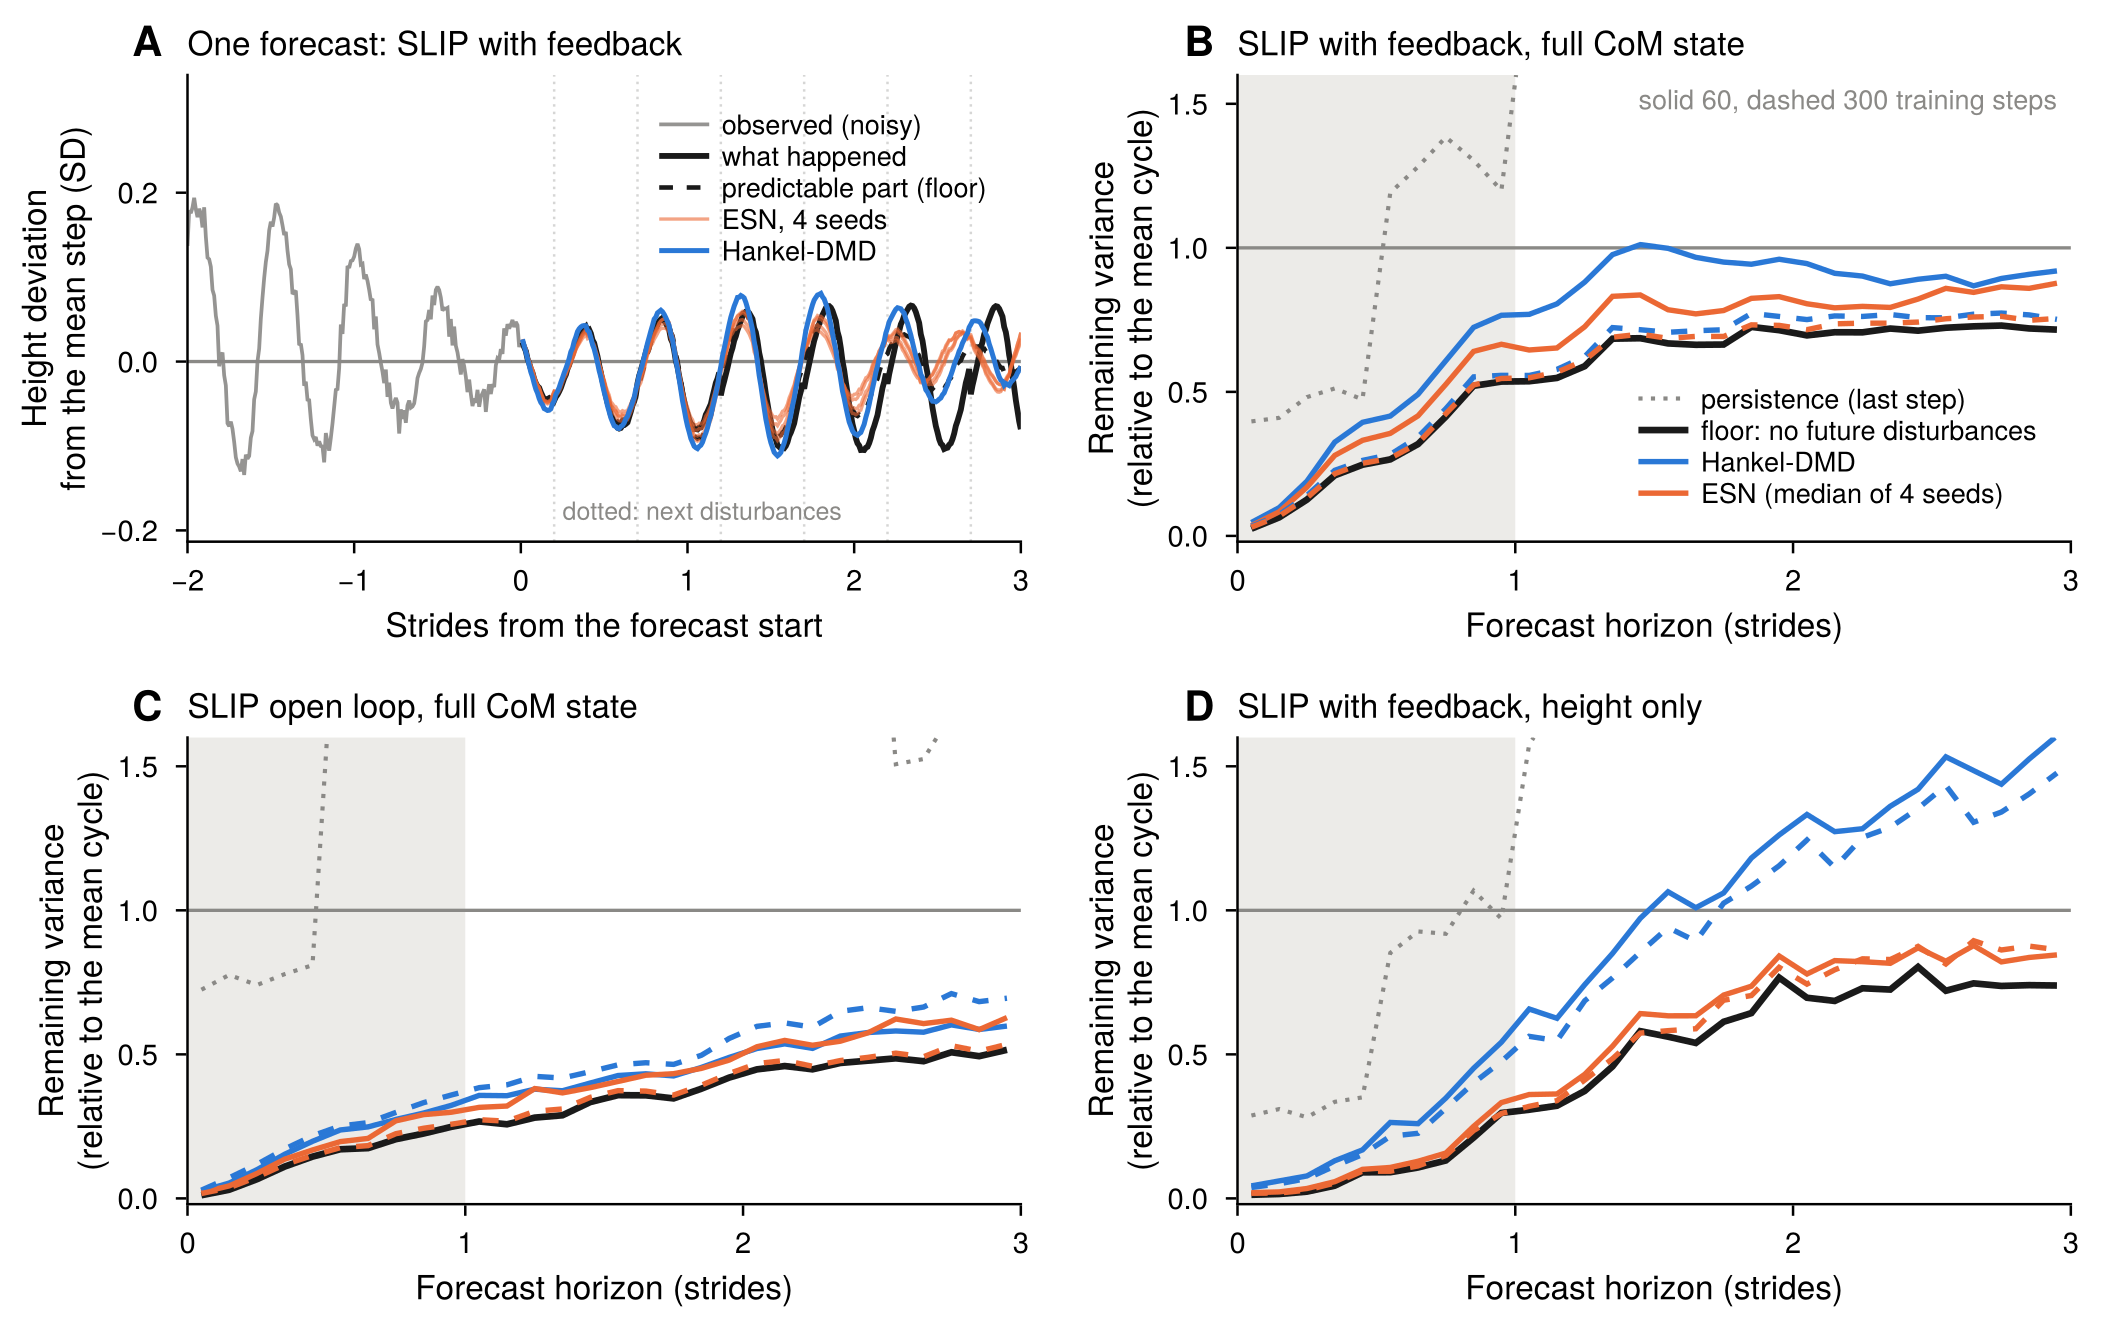 A One forecast: SLIP with feedback
Height deviation
from the mean step (SD)
0.2
0.0
−0.2
observed (noisy)
what happened
predictable part (floor)
ESN, 4 seeds
Hankel-DMD
dotted: next disturbances
−2 −1 0 1 2 3
Strides from the forecast start
B SLIP with feedback, full CoM state
Remaining variance
(relative to the mean cycle)
1.5
1.0
0.5
0.0
solid 60, dashed 300 training steps
persistence (last step)
floor: no future disturbances
Hankel-DMD
ESN (median of 4 seeds)
0 1 2 3
Forecast horizon (strides)
C SLIP open loop, full CoM state
Remaining variance
(relative to the mean cycle)
1.5
1.0
0.5
0.0
0 1 2 3
Forecast horizon (strides)
D SLIP with feedback, height only
Remaining variance
(relative to the mean cycle)
1.5
1.0
0.5
0.0
0 1 2 3
Forecast horizon (strides)